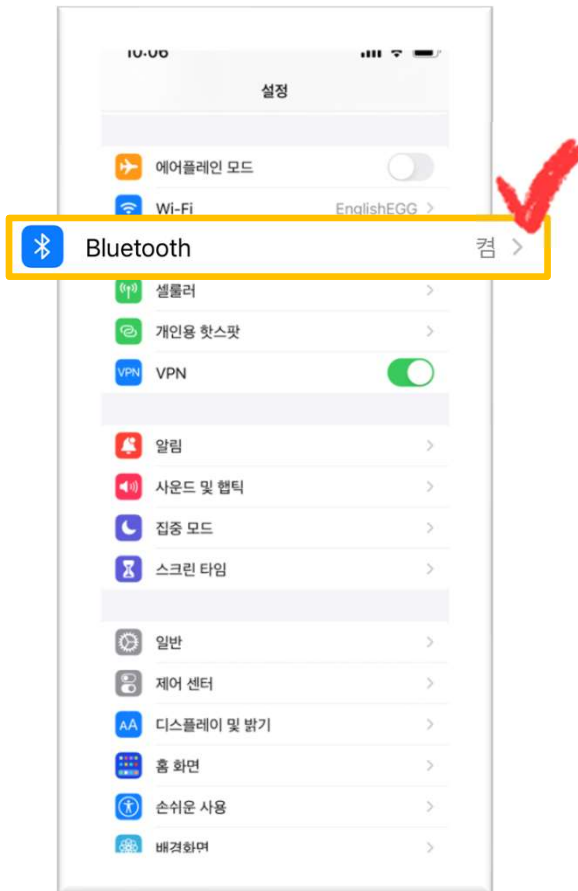 10:06
설정
에어플레인 모드
Wi-Fi EnglishEGG
Bluetooth 켬
셀룰러
개인용 핫스팟
VPN VPN
알림
사운드 및 햅틱
집중 모드
스크린 타임
일반
제어 센터
AA 디스플레이 및 밝기
홈 화면
손쉬운 사용
배경화면